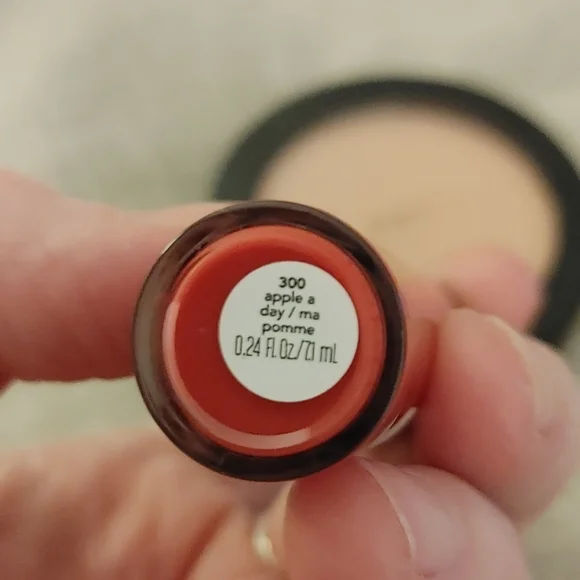 300
apple a
day / ma
pomme
0.24 Fl. Oz/7.1 mL